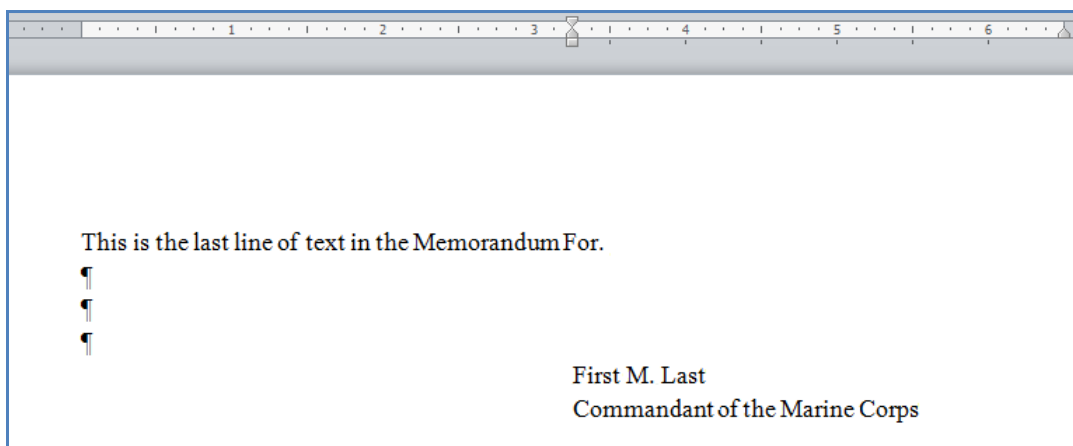 1 2 3 4 5 6
This is the last line of text in the Memorandum For.
¶
¶
¶
First M. Last
Commandant of the Marine Corps